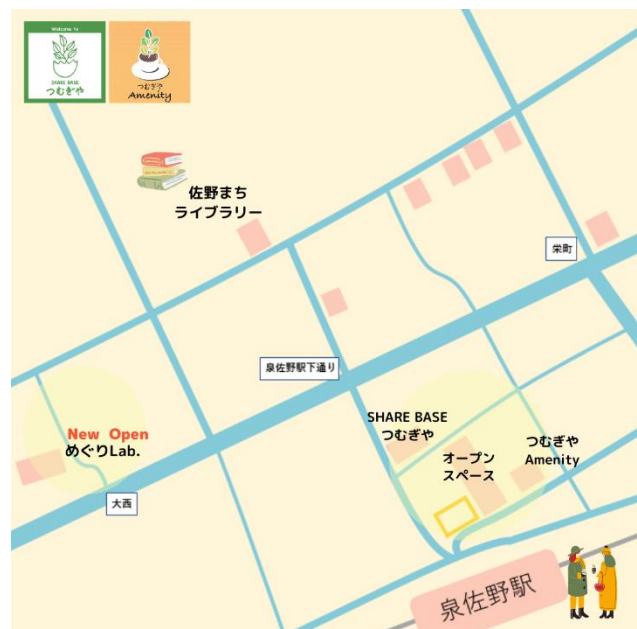 Welcome to
SHARE BASE
つむぎや
つむぎや
Amenity
佐野まち
ライブラリー
栄町
泉佐野駅下通り
SHARE BASE
つむぎや
オープン
スペース
つむぎや
Amenity
New Open
めぐりLab.
大西
泉佐野駅